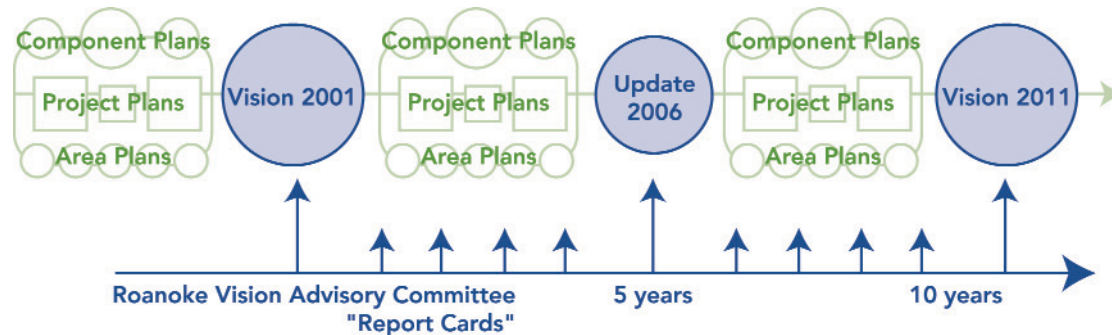 Component Plans
Project Plans
Area Plans
Vision 2001
Component Plans
Project Plans
Area Plans
Update
2006
Component Plans
Project Plans
Area Plans
Vision 2011
Roanoke Vision Advisory Committee
"Report Cards"
5 years
10 years